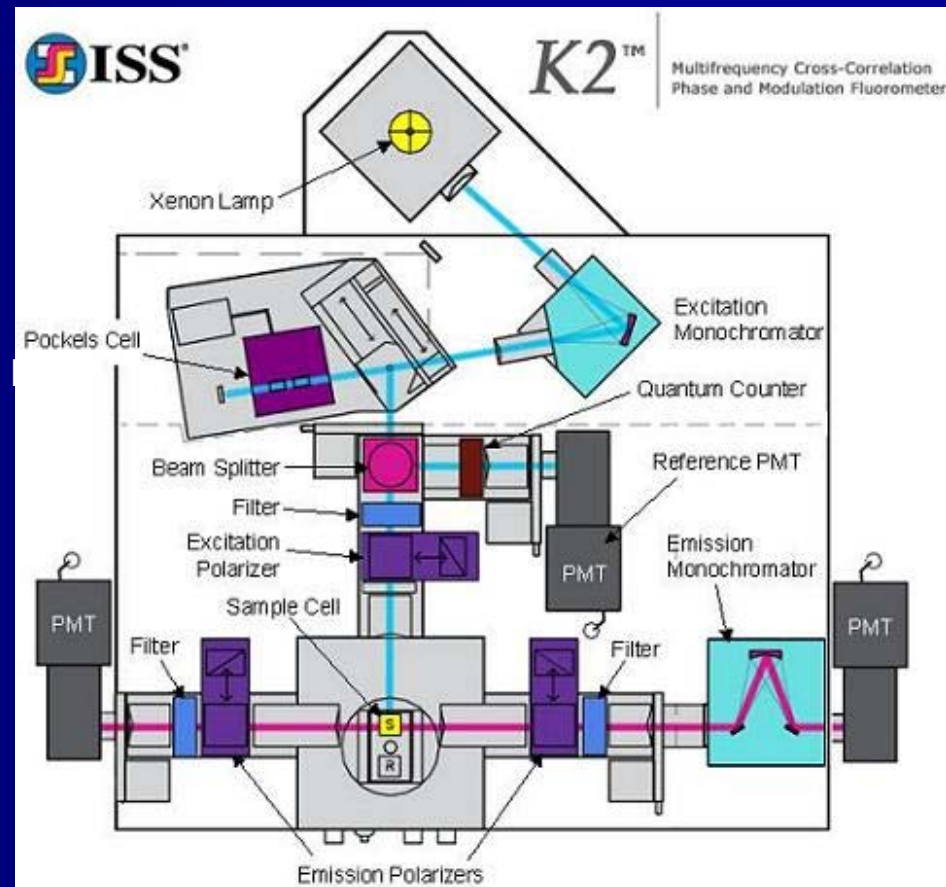 ISS®
K2™
Multifrequency Cross-Correlation
Phase and Modulation Fluorometer
Xenon Lamp
Excitation
Monochromator
Pockels Cell
Quantum Counter
Beam Splitter
Reference PMT
Filter
Excitation
Polarizer
Emission
Monochromator
PMT
Sample Cell
PMT
PMT
Filter
Filter
S
R
Emission Polarizers